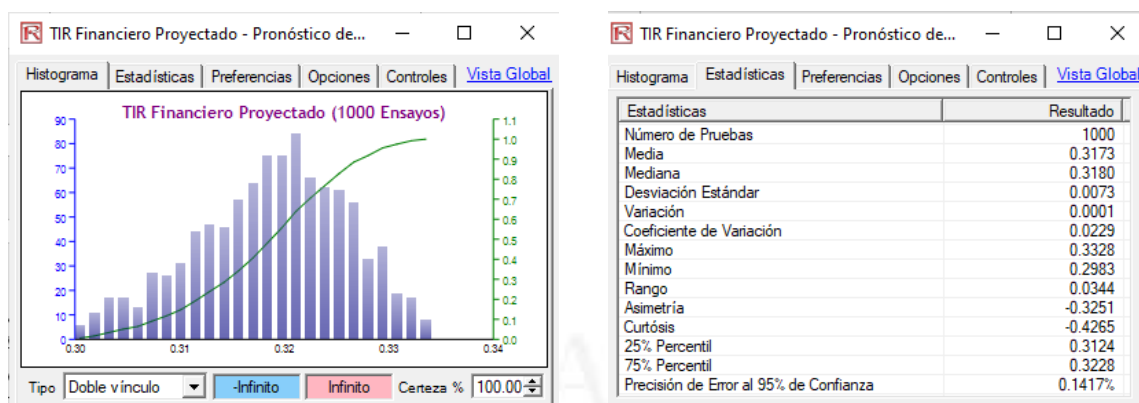 TIR Financiero Proyectado - Pronóstico de...
Histograma Estadísticas Preferencias Opciones Controles Vista Global
TIR Financiero Proyectado (1000 Ensayos)
90 1.1
80 1.0
70 0.9
60 0.8
50 0.7
40 0.6
30 0.5
20 0.4
10 0.3
0 0.2
0.1
0.0
0.30 0.31 0.32 0.33 0.34
Tipo Doble vínculo -Infinito Infinito Certeza % 100.00
TIR Financiero Proyectado - Pronóstico de...
Histograma Estadísticas Preferencias Opciones Controles Vista Global
Estadísticas Resultado
Número de Pruebas 1000
Media 0.3173
Mediana 0.3180
Desviación Estándar 0.0073
Variación 0.0001
Coeficiente de Variación 0.0229
Máximo 0.3328
Mínimo 0.2983
Rango 0.0344
Asimetría -0.3251
Curtósis -0.4265
25% Percentil 0.3124
75% Percentil 0.3228
Precisión de Error al 95% de Confianza 0.1417%